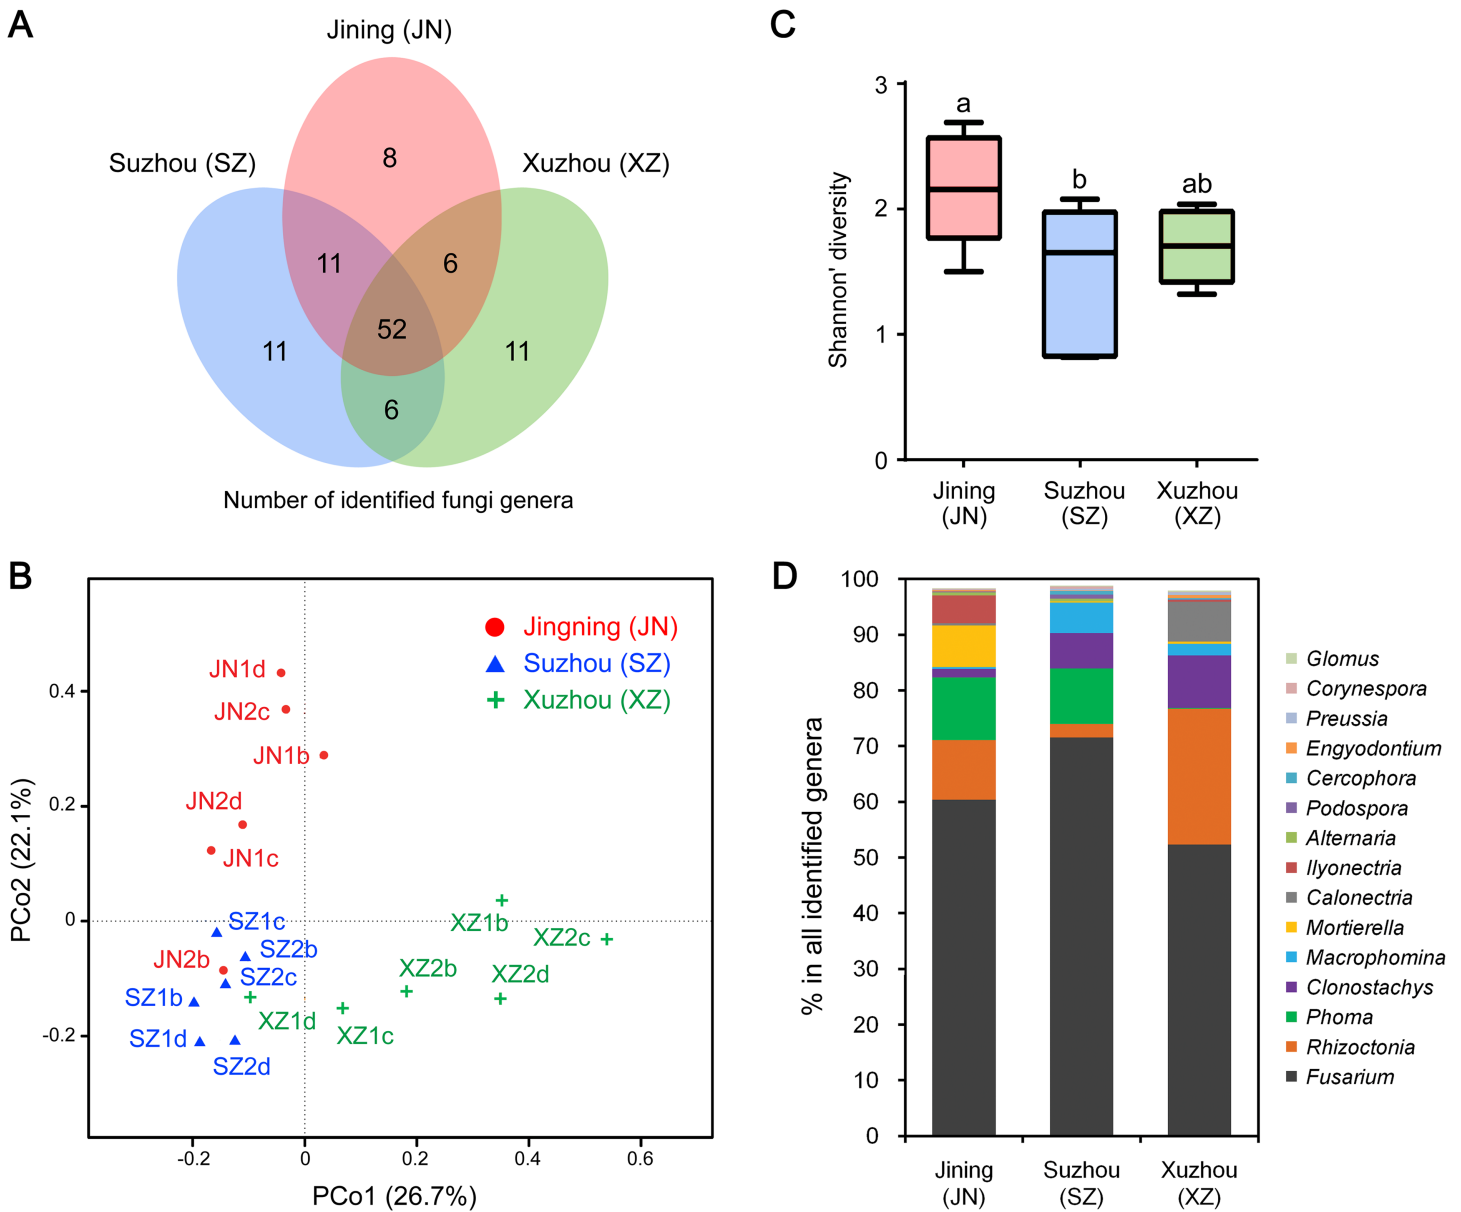 A
Jining (JN)
Suzhou (SZ)
Xuzhou (XZ)
8
11
6
52
11
11
6
Number of identified fungi genera
C
Shannon' diversity
3
2
1
0
a
b
ab
Jining
(JN)
Suzhou
(SZ)
Xuzhou
(XZ)
B
PCo2 (22.1%)
0.4
0.2
0
-0.2
Jingning (JN)
Suzhou (SZ)
Xuzhou (XZ)
JN1d
JN2c
JN1b
JN2d
JN1c
SZ1c
SZ2b
JN2b
SZ2c
SZ1b
SZ1d
SZ2d
XZ1b
XZ2c
XZ2b
XZ2d
XZ1d
XZ1c
-0.2
0
0.2
0.4
0.6
PCo1 (26.7%)
D
% in all identified genera
100
90
80
70
60
50
40
30
20
10
0
Jining
(JN)
Suzhou
(SZ)
Xuzhou
(XZ)
Glomus
Corynespora
Preussia
Engyodontium
Cercophora
Podospora
Alternaria
Ilyonectria
Calonectria
Mortierella
Macrophomina
Clonostachys
Phoma
Rhizoctonia
Fusarium